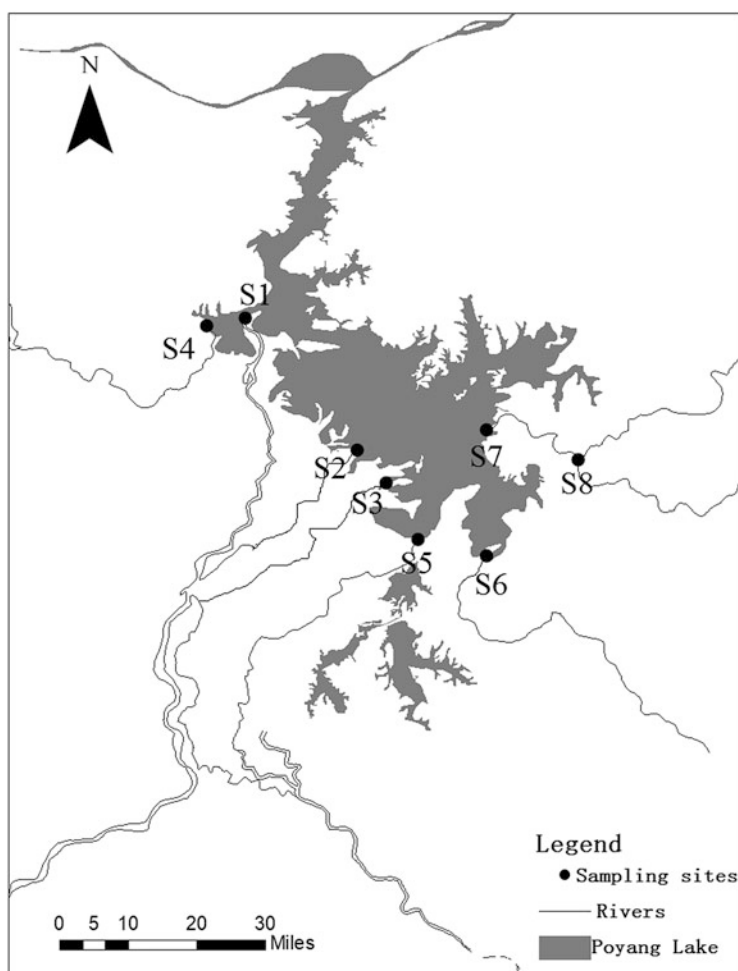 N
S1
S4
S2
S7
S8
S3
S5
S6
Legend
Sampling sites
Rivers
Poyang Lake
0 5 10 20 30
Miles